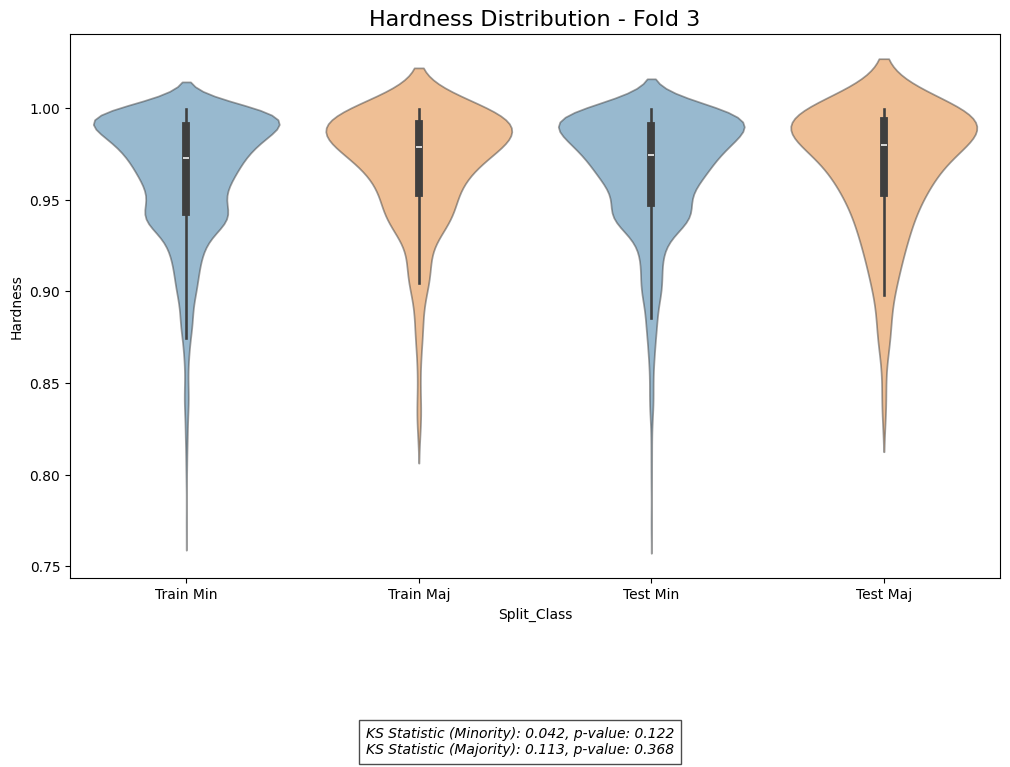 Hardness Distribution - Fold 3
Hardness
1.00
0.95
0.90
0.85
0.80
0.75
Train Min
Train Maj
Test Min
Test Maj
Split_Class
KS Statistic (Minority): 0.042, p-value: 0.122
KS Statistic (Majority): 0.113, p-value: 0.368